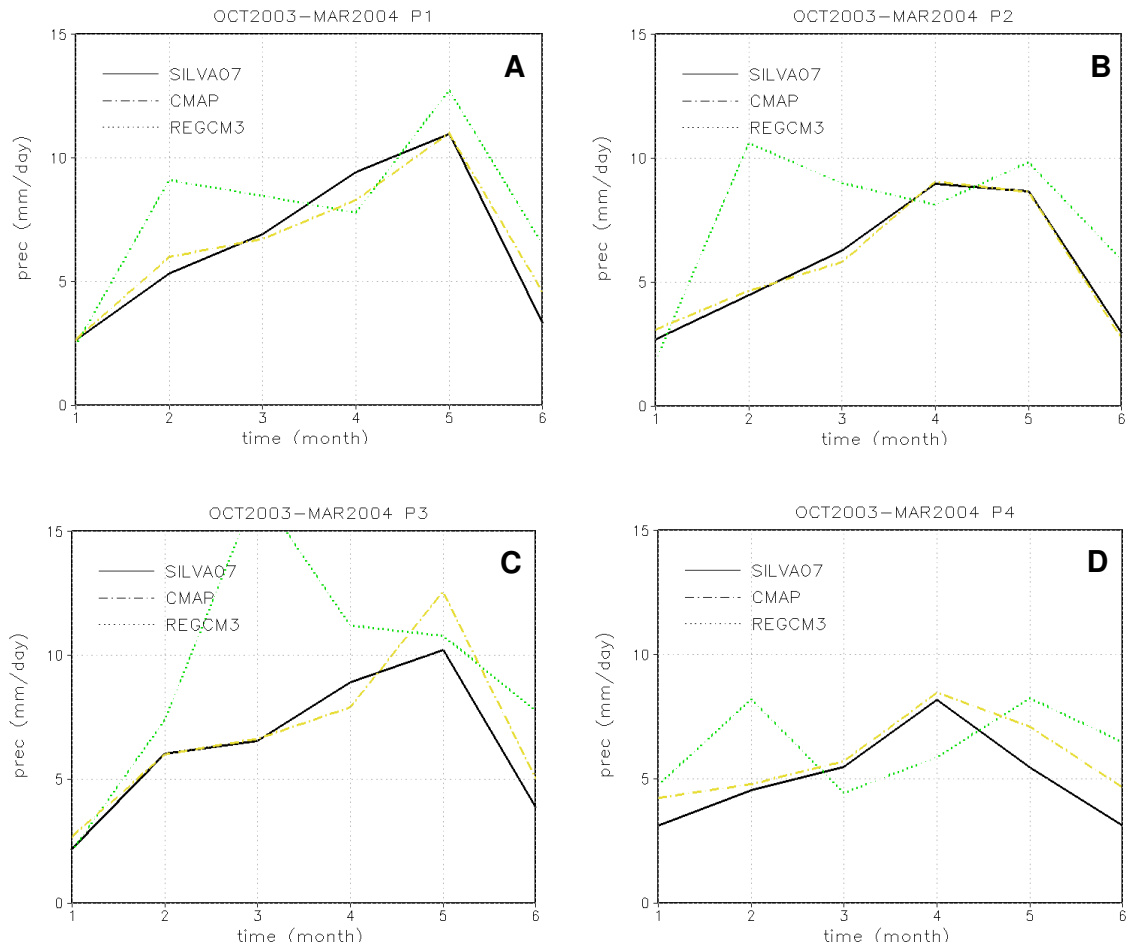 OCT2003-MAR2004 P1
A
SILVA07
CMAP
REGCM3
prec (mm/day)
15
10
5
0
1 2 3 4 5 6
time (month)
OCT2003-MAR2004 P2
B
SILVA07
CMAP
REGCM3
prec (mm/day)
15
10
5
0
1 2 3 4 5 6
time (month)
OCT2003-MAR2004 P3
C
SILVA07
CMAP
REGCM3
prec (mm/day)
15
10
5
0
1 2 3 4 5 6
time (month)
OCT2003-MAR2004 P4
D
SILVA07
CMAP
REGCM3
prec (mm/day)
15
10
5
0
1 2 3 4 5 6
time (month)